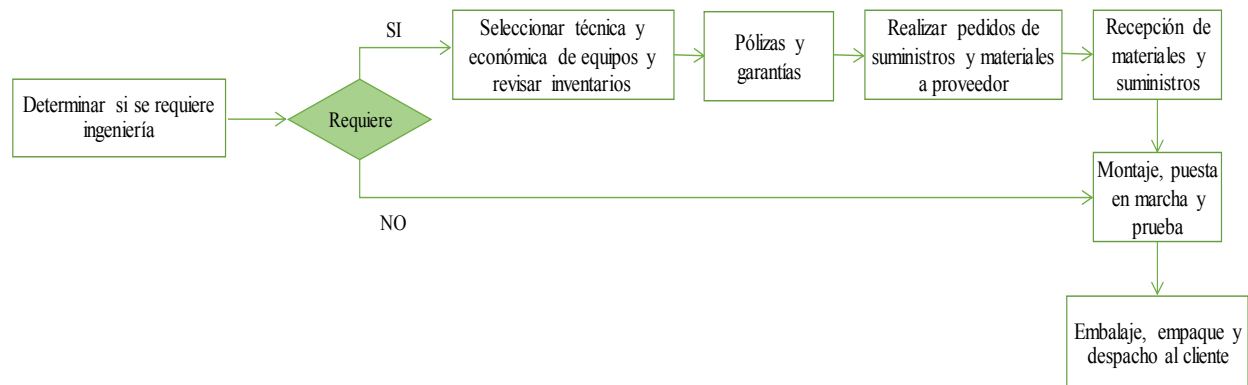 SI
Seleccionar técnica y
económica de equipos y
revisar inventarios
Pólizas y
garantías
Realizar pedidos de
suministros y materiales
a proveedor
Recepción de
materiales y
suministros
Determinar si se requiere
ingeniería
Requiere
NO
Montaje, puesta
en marcha y
prueba
Embalaje, empaque y
despacho al cliente